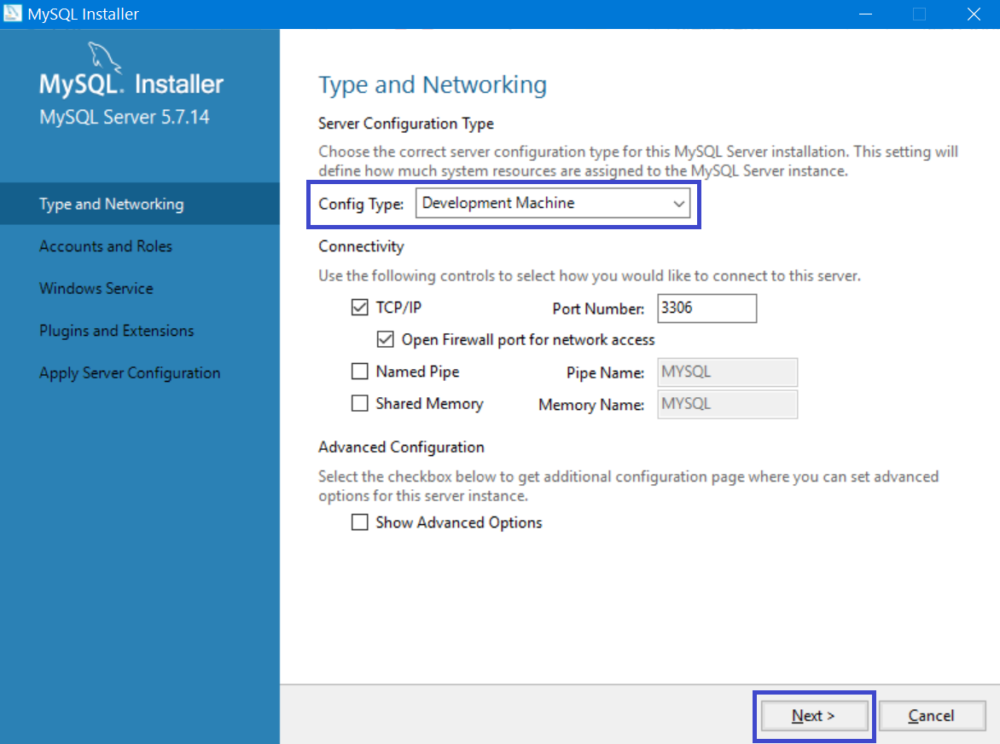 MySQL Installer
MySQL. Installer
MySQL Server 5.7.14
Type and Networking
Accounts and Roles
Windows Service
Plugins and Extensions
Apply Server Configuration
Type and Networking
Server Configuration Type
Choose the correct server configuration type for this MySQL Server installation. This setting will
define how much system resources are assigned to the MySQL Server instance.
Config Type: Development Machine
Connectivity
Use the following controls to select how you would like to connect to this server.
TCP/IP Port Number: 3306
Open Firewall port for network access
Named Pipe Pipe Name: MYSQL
Shared Memory Memory Name: MYSQL
Advanced Configuration
Select the checkbox below to get additional configuration page where you can set advanced
options for this server instance.
Show Advanced Options
Next > Cancel